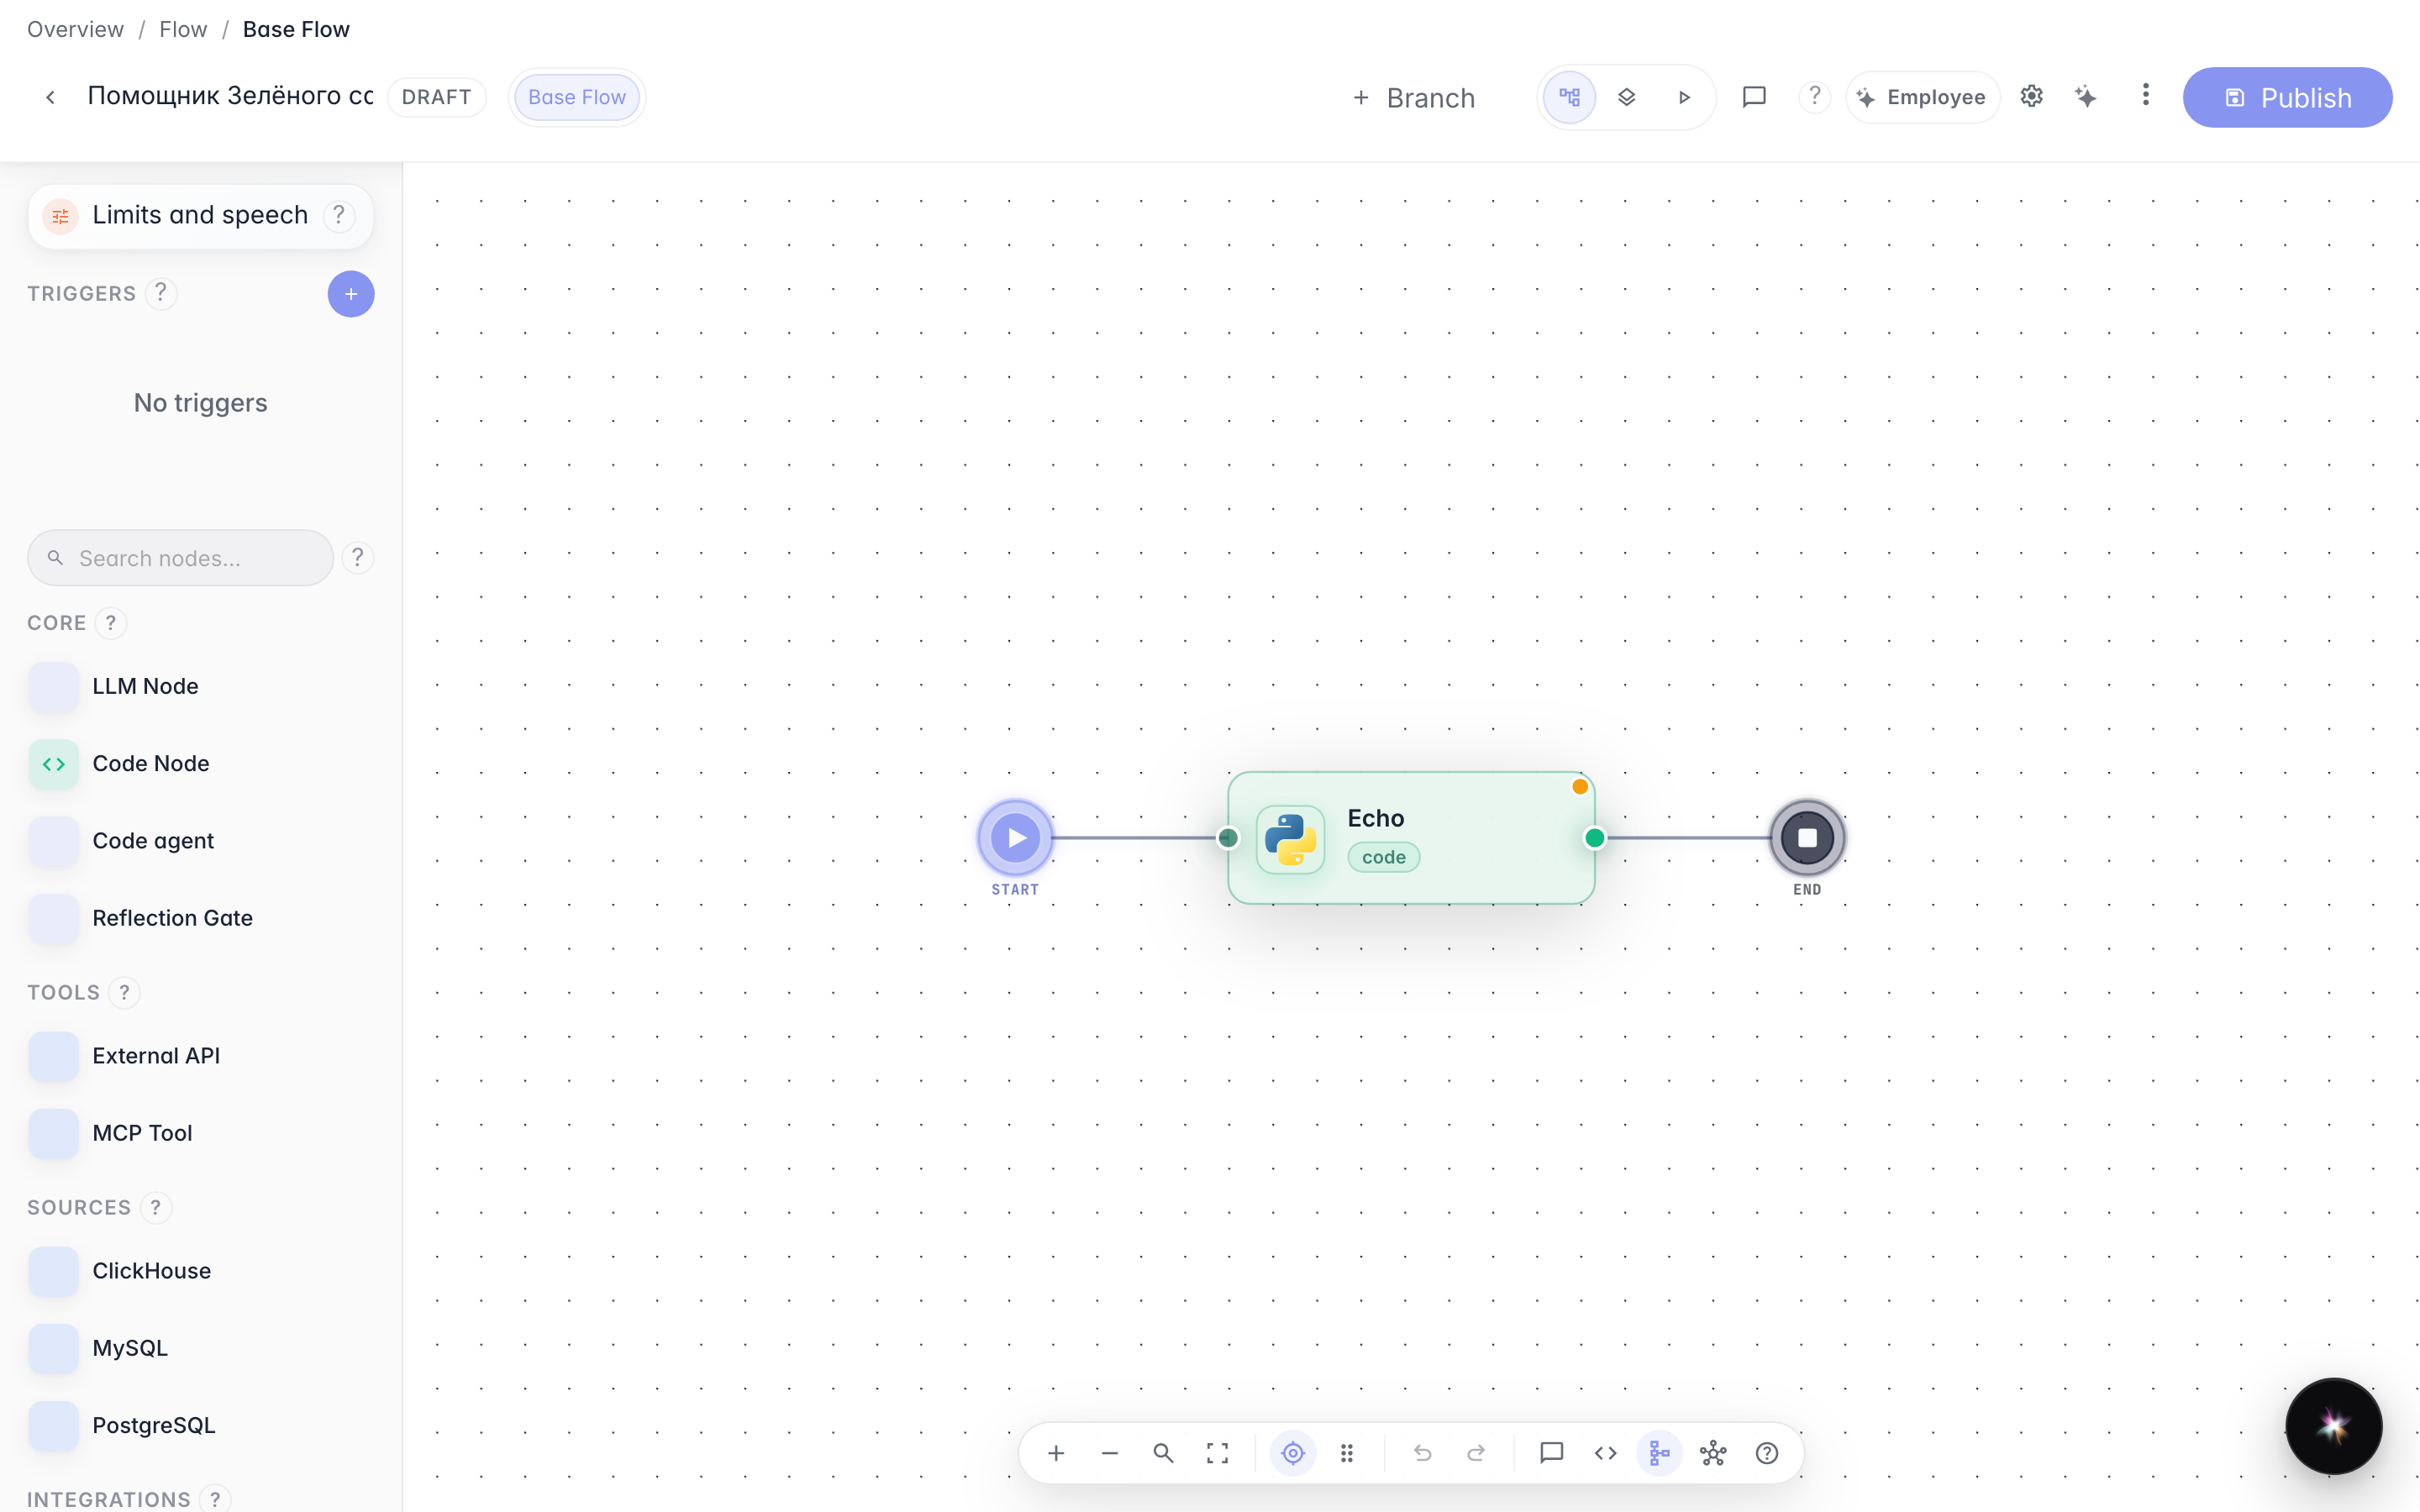 Overview / Flow / Base Flow
Помощник Зелёного
DRAFT
Base Flow
+ Branch
?
Employee
Publish
Limits and speech ?
TRIGGERS ?
+
No triggers
Search nodes... ?
CORE ?
LLM Node
Code Node
Code agent
Reflection Gate
TOOLS ?
External API
MCP Tool
SOURCES ?
ClickHouse
MySQL
PostgreSQL
INTEGRATIONS ?
Echo
code
START
END